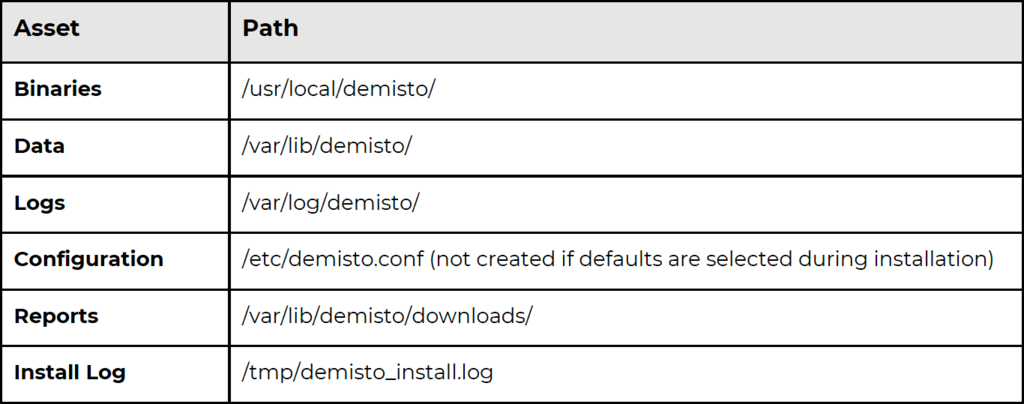 Asset Path
Binaries /usr/local/demisto/
Data /var/lib/demisto/
Logs /var/log/demisto/
Configuration /etc/demisto.conf (not created if defaults are selected during installation)
Reports /var/lib/demisto/downloads/
Install Log /tmp/demisto_install.log